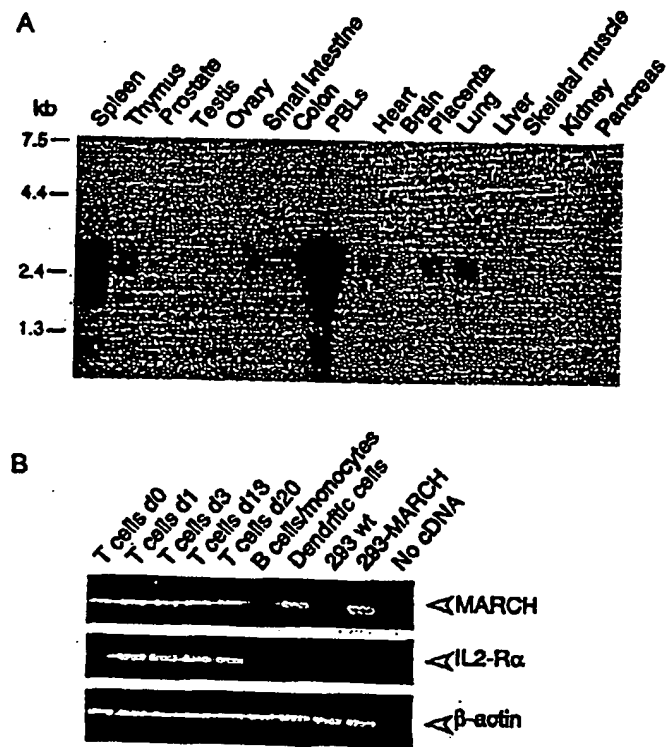 A
kb
Spleen
Thymus
Prostate
Testis
Ovary
Small intestine
Colon
PBLs
Heart
Brain
Placenta
Lung
Liver
Skeletal muscle
Kidney
Pancreas
7.5
4.4
2.4
1.3
B
T cells d0
T cells d1
T cells d3
T cells d13
T cells d20
B cells/monocytes
Dendritic cells
293 wt
293-MARCH
No cDNA
MARCH
IL2-Rα
β-actin